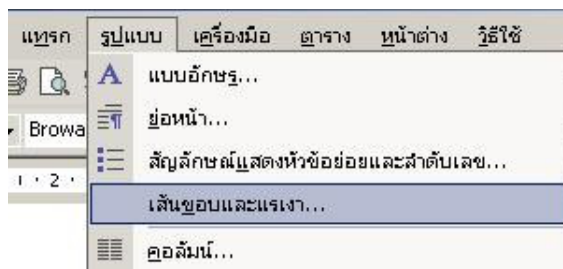 แทรก รูปแบบ เครื่องมือ ตาราง หน้าต่าง วิธีใช้
A แบบอักษร...
ย่อหน้า...
Browa
สัญลักษณ์แสดงหัวข้อย่อยและลำดับเลข...
1 · 2 ·
เส้นขอบและแรเงา...
คอลัมน์...